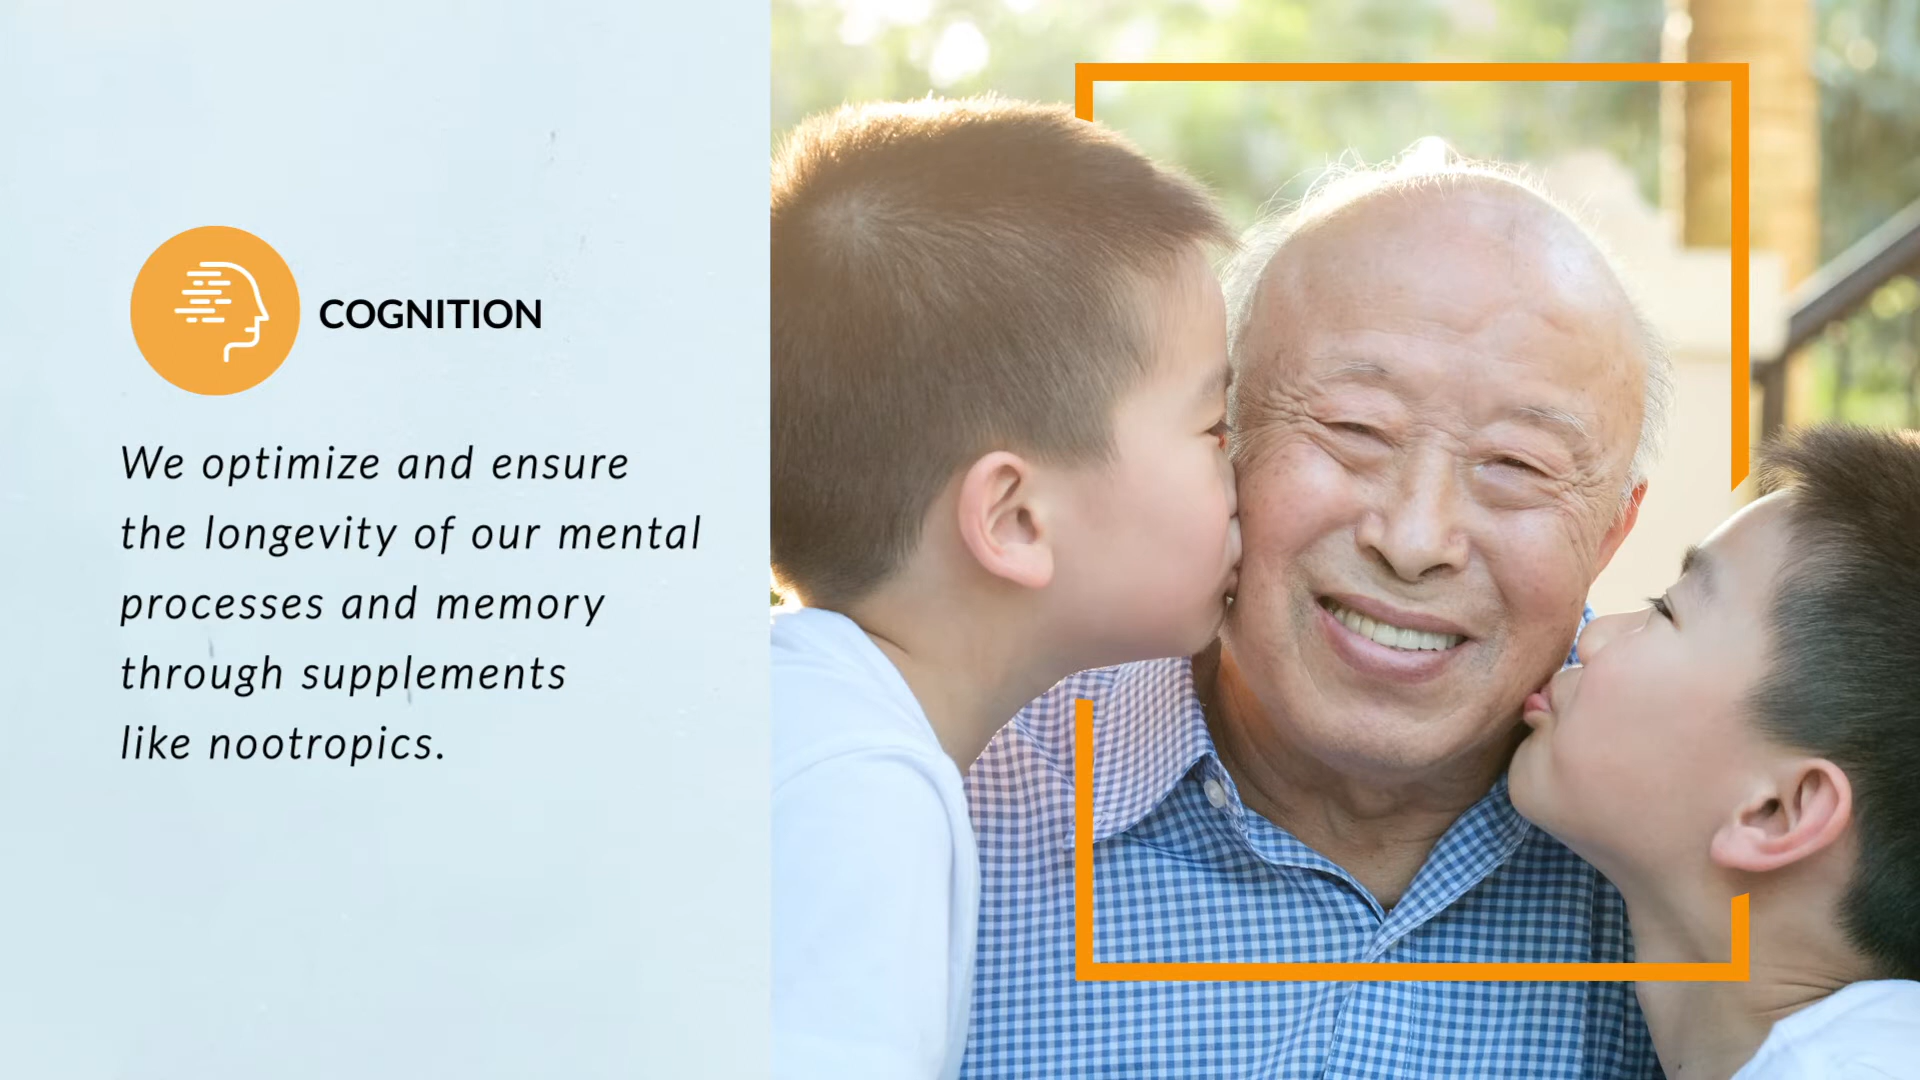 COGNITION
We optimize and ensure
the longevity of our mental
processes and memory
through supplements
like nootropics.